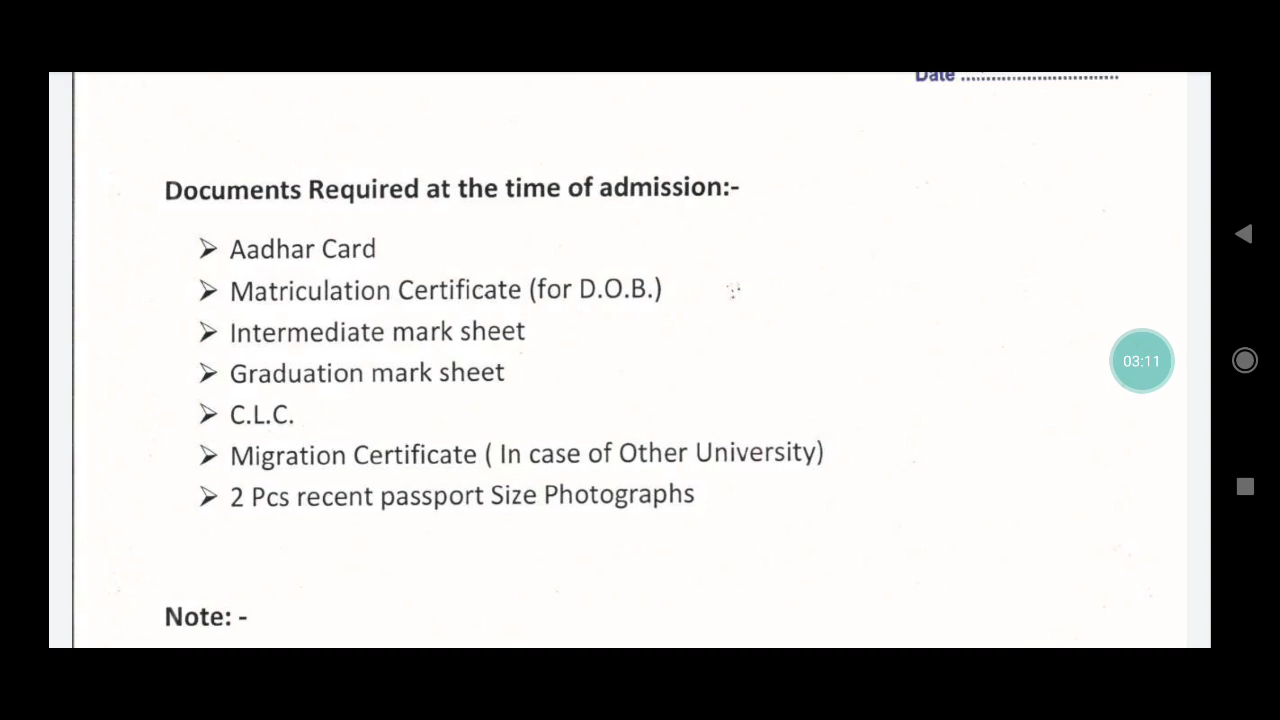 Date ................................
Documents Required at the time of admission:-
➢ Aadhar Card
➢ Matriculation Certificate (for D.O.B.)
➢ Intermediate mark sheet
➢ Graduation mark sheet
➢ C.L.C.
➢ Migration Certificate ( In case of Other University)
➢ 2 Pcs recent passport Size Photographs
03:11
Note: -